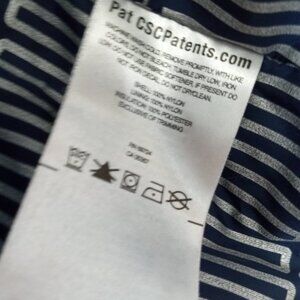 Pat CSCPatents.com
MACHINE WASH COLD, REMOVE PROMPTLY, WITH LIKE
COLORS. DO NOT BLEACH. TUMBLE DRY LOW, IRON
LOW. DO NOT USE FABRIC SOFTENER. IF PRESENT DO
NOT IRON DECAL. DO NOT DRYCLEAN.
SHELL: 100% NYLON
LINING: 100% NYLON
INSULATION: 100% POLYESTER
EXCLUSIVE OF TRIMMING